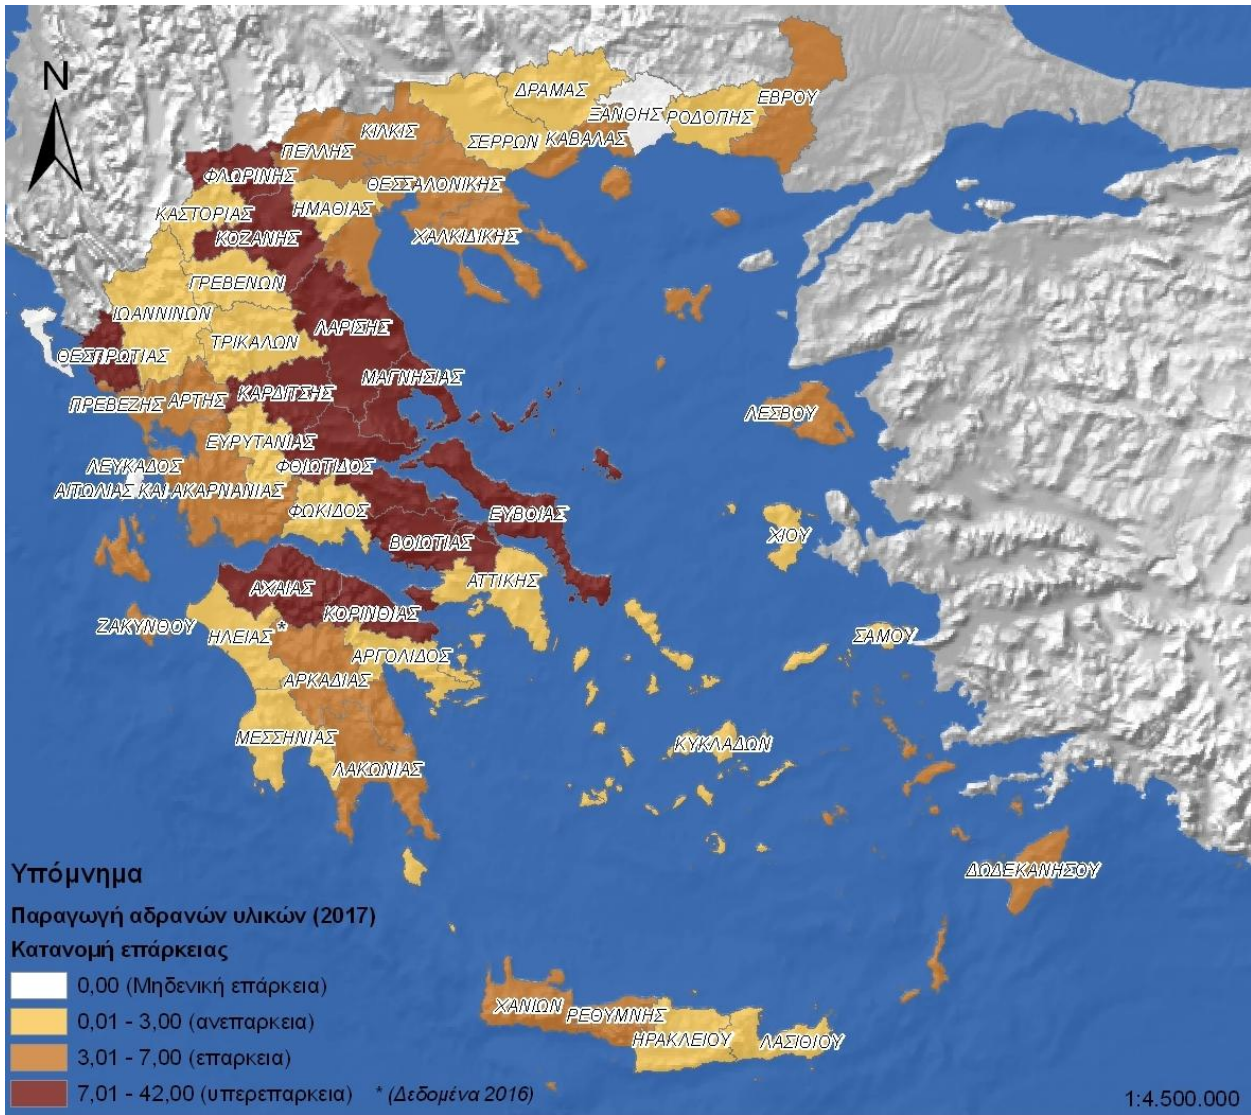 N
ΔΡΑΜΑΣ
ΞΑΝΘΗΣ
ΡΟΔΟΠΗΣ
ΕΒΡΟΥ
ΚΙΛΚΙΣ
ΣΕΡΡΩΝ
ΚΑΒΑΛΑΣ
ΠΕΛΛΗΣ
ΦΛΩΡΙΝΗΣ
ΘΕΣΣΑΛΟΝΙΚΗΣ
ΚΑΣΤΟΡΙΑΣ
ΗΜΑΘΙΑΣ
ΚΟΖΑΝΗΣ
ΧΑΛΚΙΔΙΚΗΣ
ΓΡΕΒΕΝΩΝ
ΙΩΑΝΝΙΝΩΝ
ΛΑΡΙΣΗΣ
ΤΡΙΚΑΛΩΝ
ΘΕΣΠΡΩΤΙΑΣ
ΜΑΓΝΗΣΙΑΣ
ΚΑΡΔΙΤΣΗΣ
ΠΡΕΒΕΖΗΣ
ΑΡΤΗΣ
ΛΕΣΒΟΥ
ΕΥΡΥΤΑΝΙΑΣ
ΛΕΥΚΑΔΟΣ
ΦΘΙΩΤΙΔΟΣ
ΑΙΤΩΛΙΑΣ ΚΑΙ ΑΚΑΡΝΑΝΙΑΣ
ΦΩΚΙΔΟΣ
ΕΥΒΟΙΑΣ
ΧΙΟΥ
ΒΟΙΩΤΙΑΣ
ΑΤΤΙΚΗΣ
ΑΧΑΙΑΣ
ΚΟΡΙΝΘΙΑΣ
ΖΑΚΥΝΘΟΥ
ΗΛΕΙΑΣ *
ΣΑΜΟΥ
ΑΡΓΟΛΙΔΟΣ
ΑΡΚΑΔΙΑΣ
ΜΕΣΣΗΝΙΑΣ
ΚΥΚΛΑΔΩΝ
ΛΑΚΩΝΙΑΣ
ΔΩΔΕΚΑΝΗΣΟΥ
ΧΑΝΙΩΝ
ΡΕΘΥΜΝΗΣ
ΗΡΑΚΛΕΙΟΥ
ΛΑΣΙΘΙΟΥ
Υπόμνημα
Παραγωγή αδρανών υλικών (2017)
Κατανομή επάρκειας
0,00 (Μηδενική επάρκεια)
0,01 - 3,00 (ανεπαρκεια)
3,01 - 7,00 (επαρκεια)
7,01 - 42,00 (υπερεπαρκεια) * (Δεδομένα 2016)
1:4.500.000